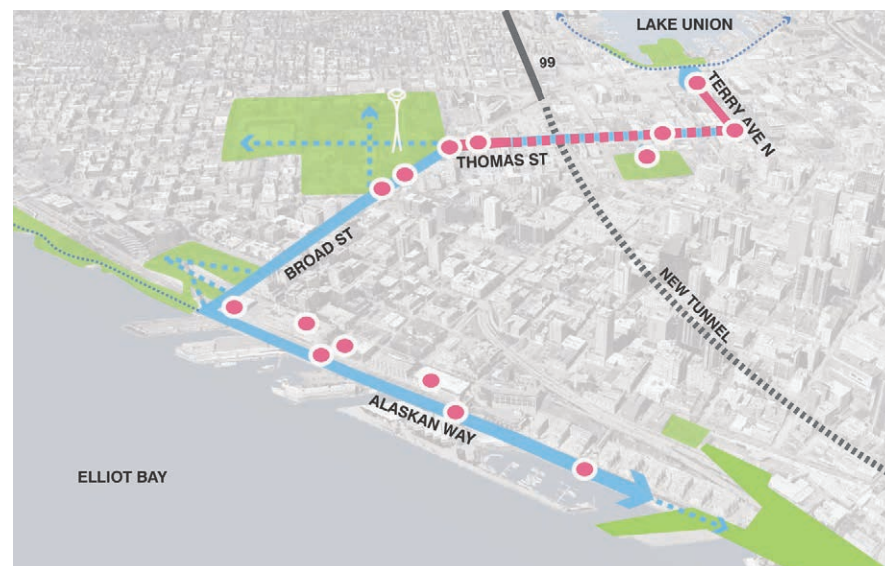 LAKE UNION
99
TERRY AVE N
THOMAS ST
BROAD ST
NEW TUNNEL
ALASKAN WAY
ELLIOT BAY